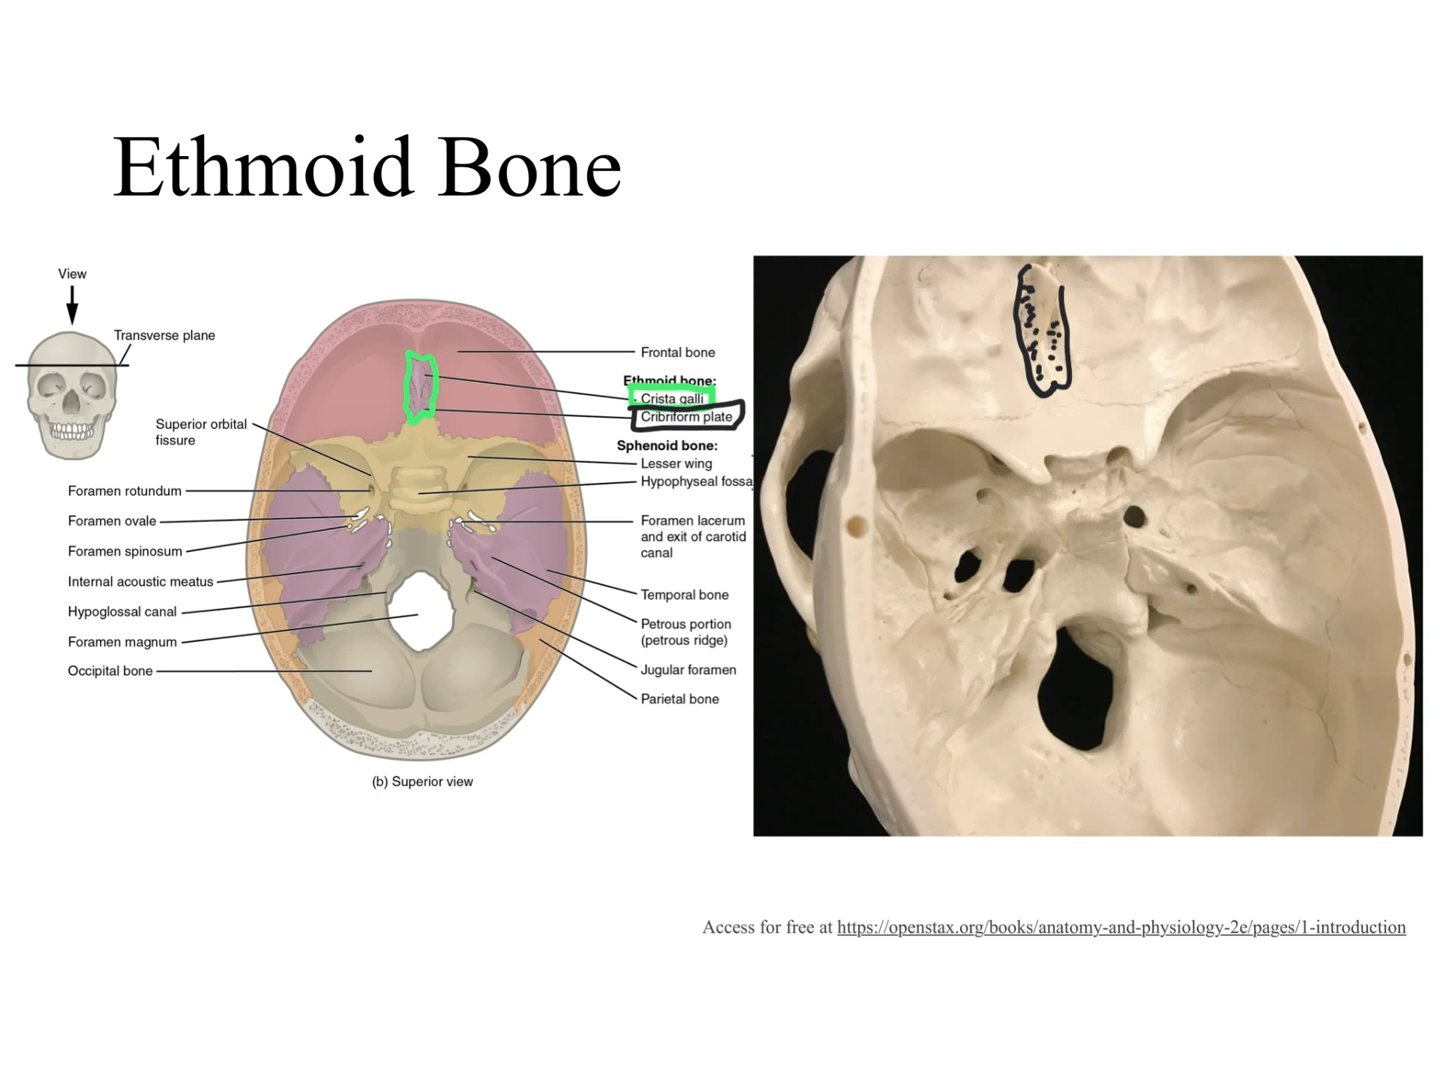 Ethmoid Bone
View
Transverse plane
Superior orbital
fissure
Foramen rotundum
Foramen ovale
Foramen spinosum
Internal acoustic meatus
Hypoglossal canal
Foramen magnum
Occipital bone
Frontal bone
Ethmoid bone:
Crista galli
Cribriform plate
Sphenoid bone:
Lesser wing
Hypophyseal fossa
Foramen lacerum
and exit of carotid
canal
Temporal bone
Petrous portion
(petrous ridge)
Jugular foramen
Parietal bone
(b) Superior view
Access for free at https://openstax.org/books/anatomy-and-physiology-2e/pages/1-introduction